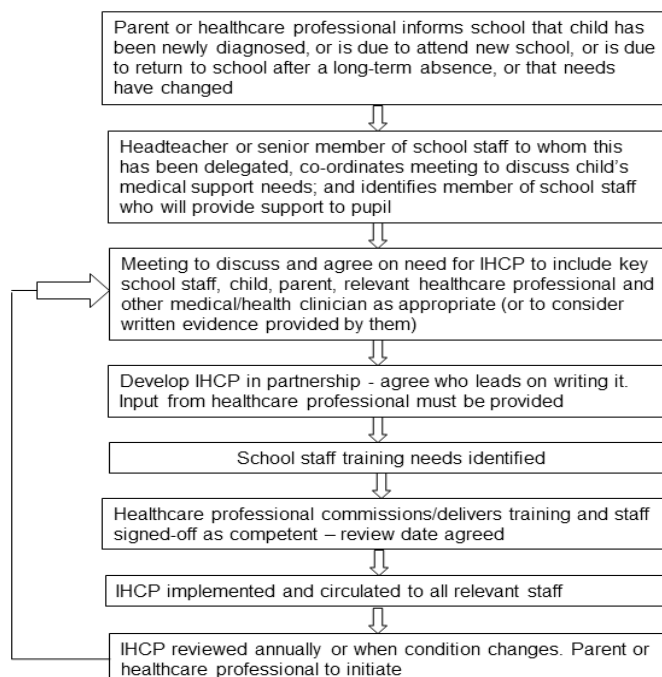 Parent or healthcare professional informs school that child has
been newly diagnosed, or is due to attend new school, or is due
to return to school after a long-term absence, or that needs
have changed
Headteacher or senior member of school staff to whom this
has been delegated, co-ordinates meeting to discuss child's
medical support needs; and identifies member of school staff
who will provide support to pupil
Meeting to discuss and agree on need for IHCP to include key
school staff, child, parent, relevant healthcare professional and
other medical/health clinician as appropriate (or to consider
written evidence provided by them)
Develop IHCP in partnership - agree who leads on writing it.
Input from healthcare professional must be provided
School staff training needs identified
Healthcare professional commissions/delivers training and staff
signed-off as competent – review date agreed
IHCP implemented and circulated to all relevant staff
IHCP reviewed annually or when condition changes. Parent or
healthcare professional to initiate